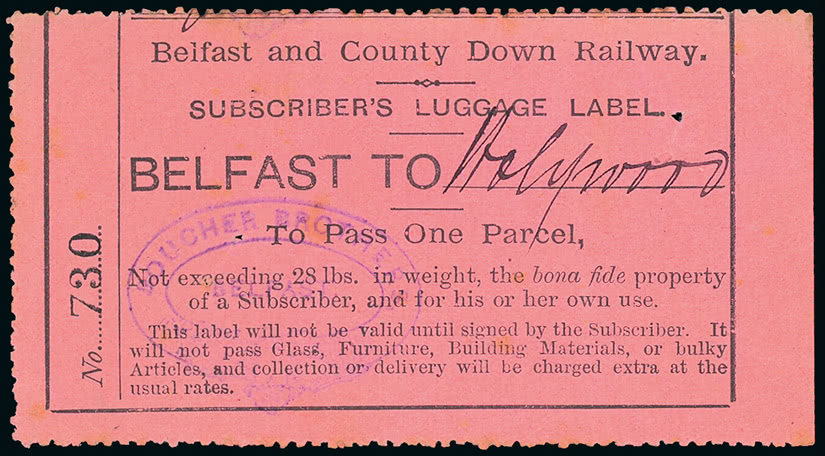 Belfast and County Down Railway.
SUBSCRIBER'S LUGGAGE LABEL.
BELFAST TO Holywood
To Pass One Parcel,
Not exceeding 28 lbs. in weight, the bona fide property
of a Subscriber, and for his or her own use.
This label will not be valid until signed by the Subscriber. It
will not pass Glass, Furniture, Building Materials, or bulky
Articles, and collection or delivery will be charged extra at the
usual rates.
No. 730
BELFAST